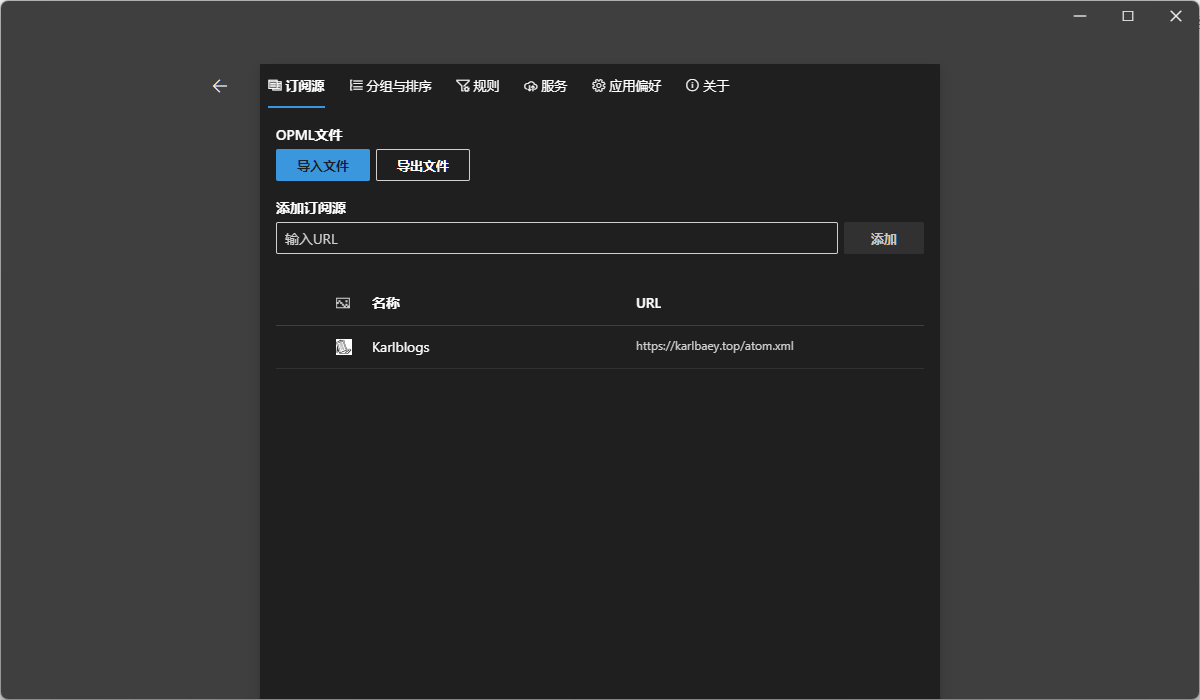 订阅源 分组与排序 规则 服务 应用偏好 关于
OPML文件
导入文件 导出文件
添加订阅源
输入URL 添加
名称 URL
Karlblogs https://karlbaey.top/atom.xml